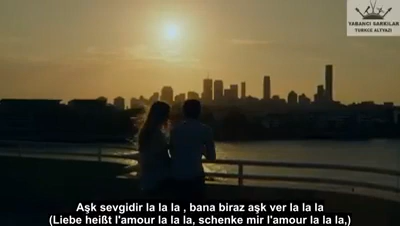 YABANCI ŞARKILAR
TURKÇE ALTYAZI
Aşk sevgidir la la la , bana biraz aşk ver la la la
(Liebe heißt l'amour la la la, schenke mir l'amour la la la,)